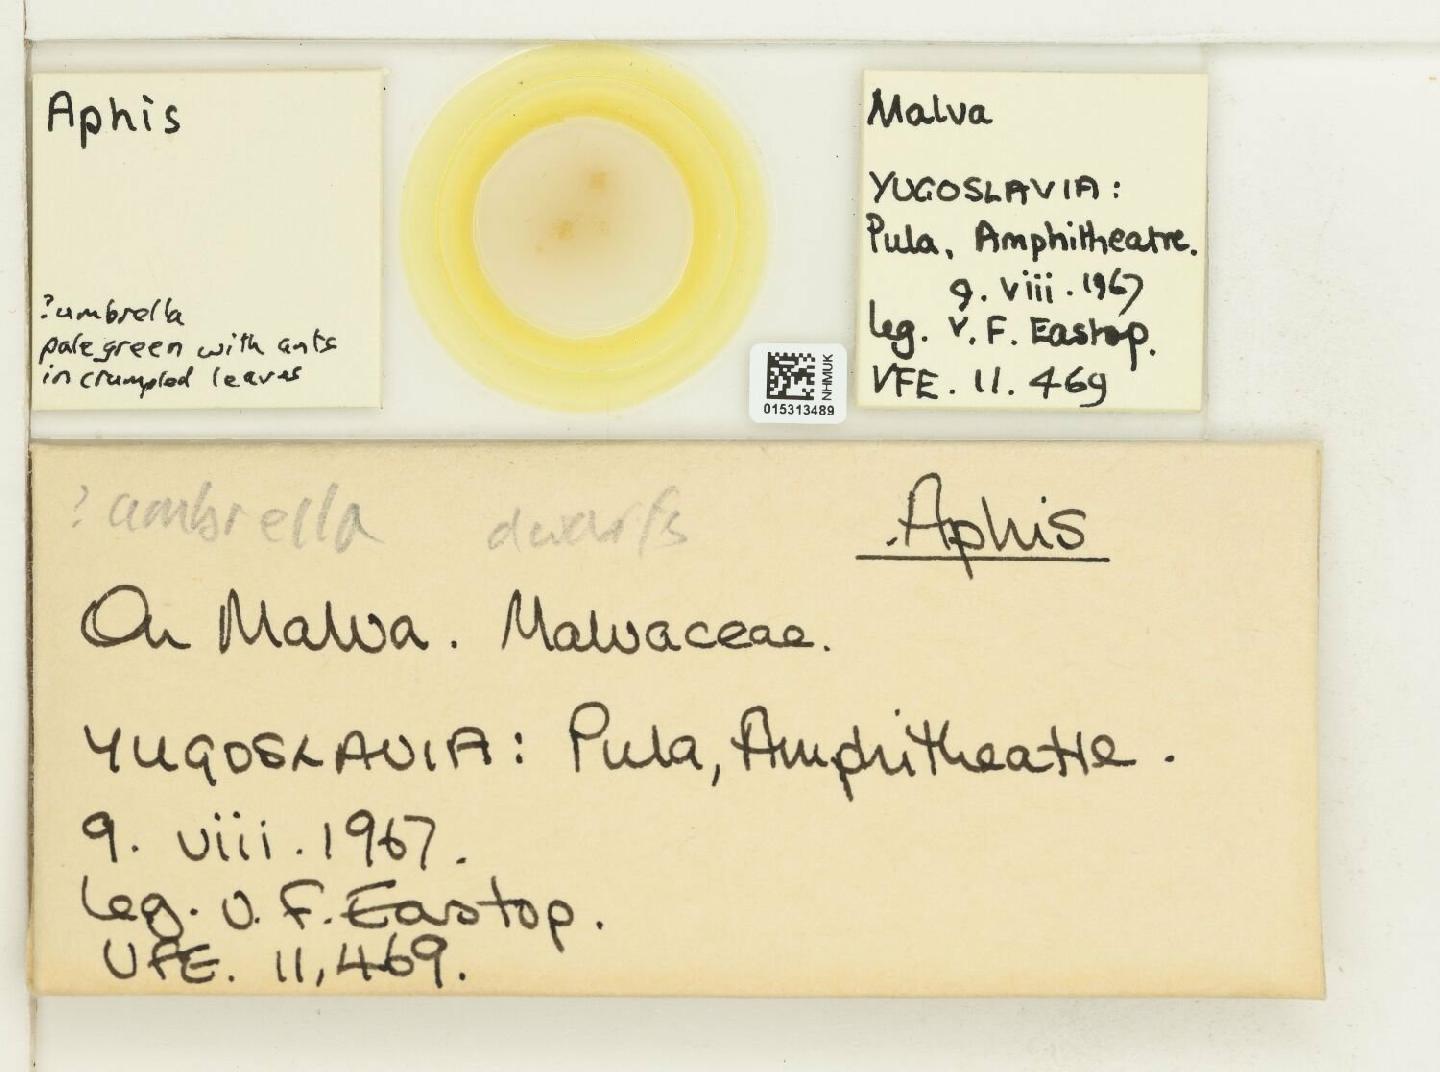 Aphis
?umbrella
pale green with ants
in crumpled leaves
NHMUK
015313489
Malva
YUGOSLAVIA:
Pula, Amphitheatre.
9. viii. 1967
leg. V. F. Eastop.
VFE. 11. 469
? umbrella dwarfs Aphis
On Malva. Malvaceae.
YUGOSLAVIA: Pula, Amphitheatre.
9. viii. 1967.
leg. V. F. Eastop.
VFE. 11,469.